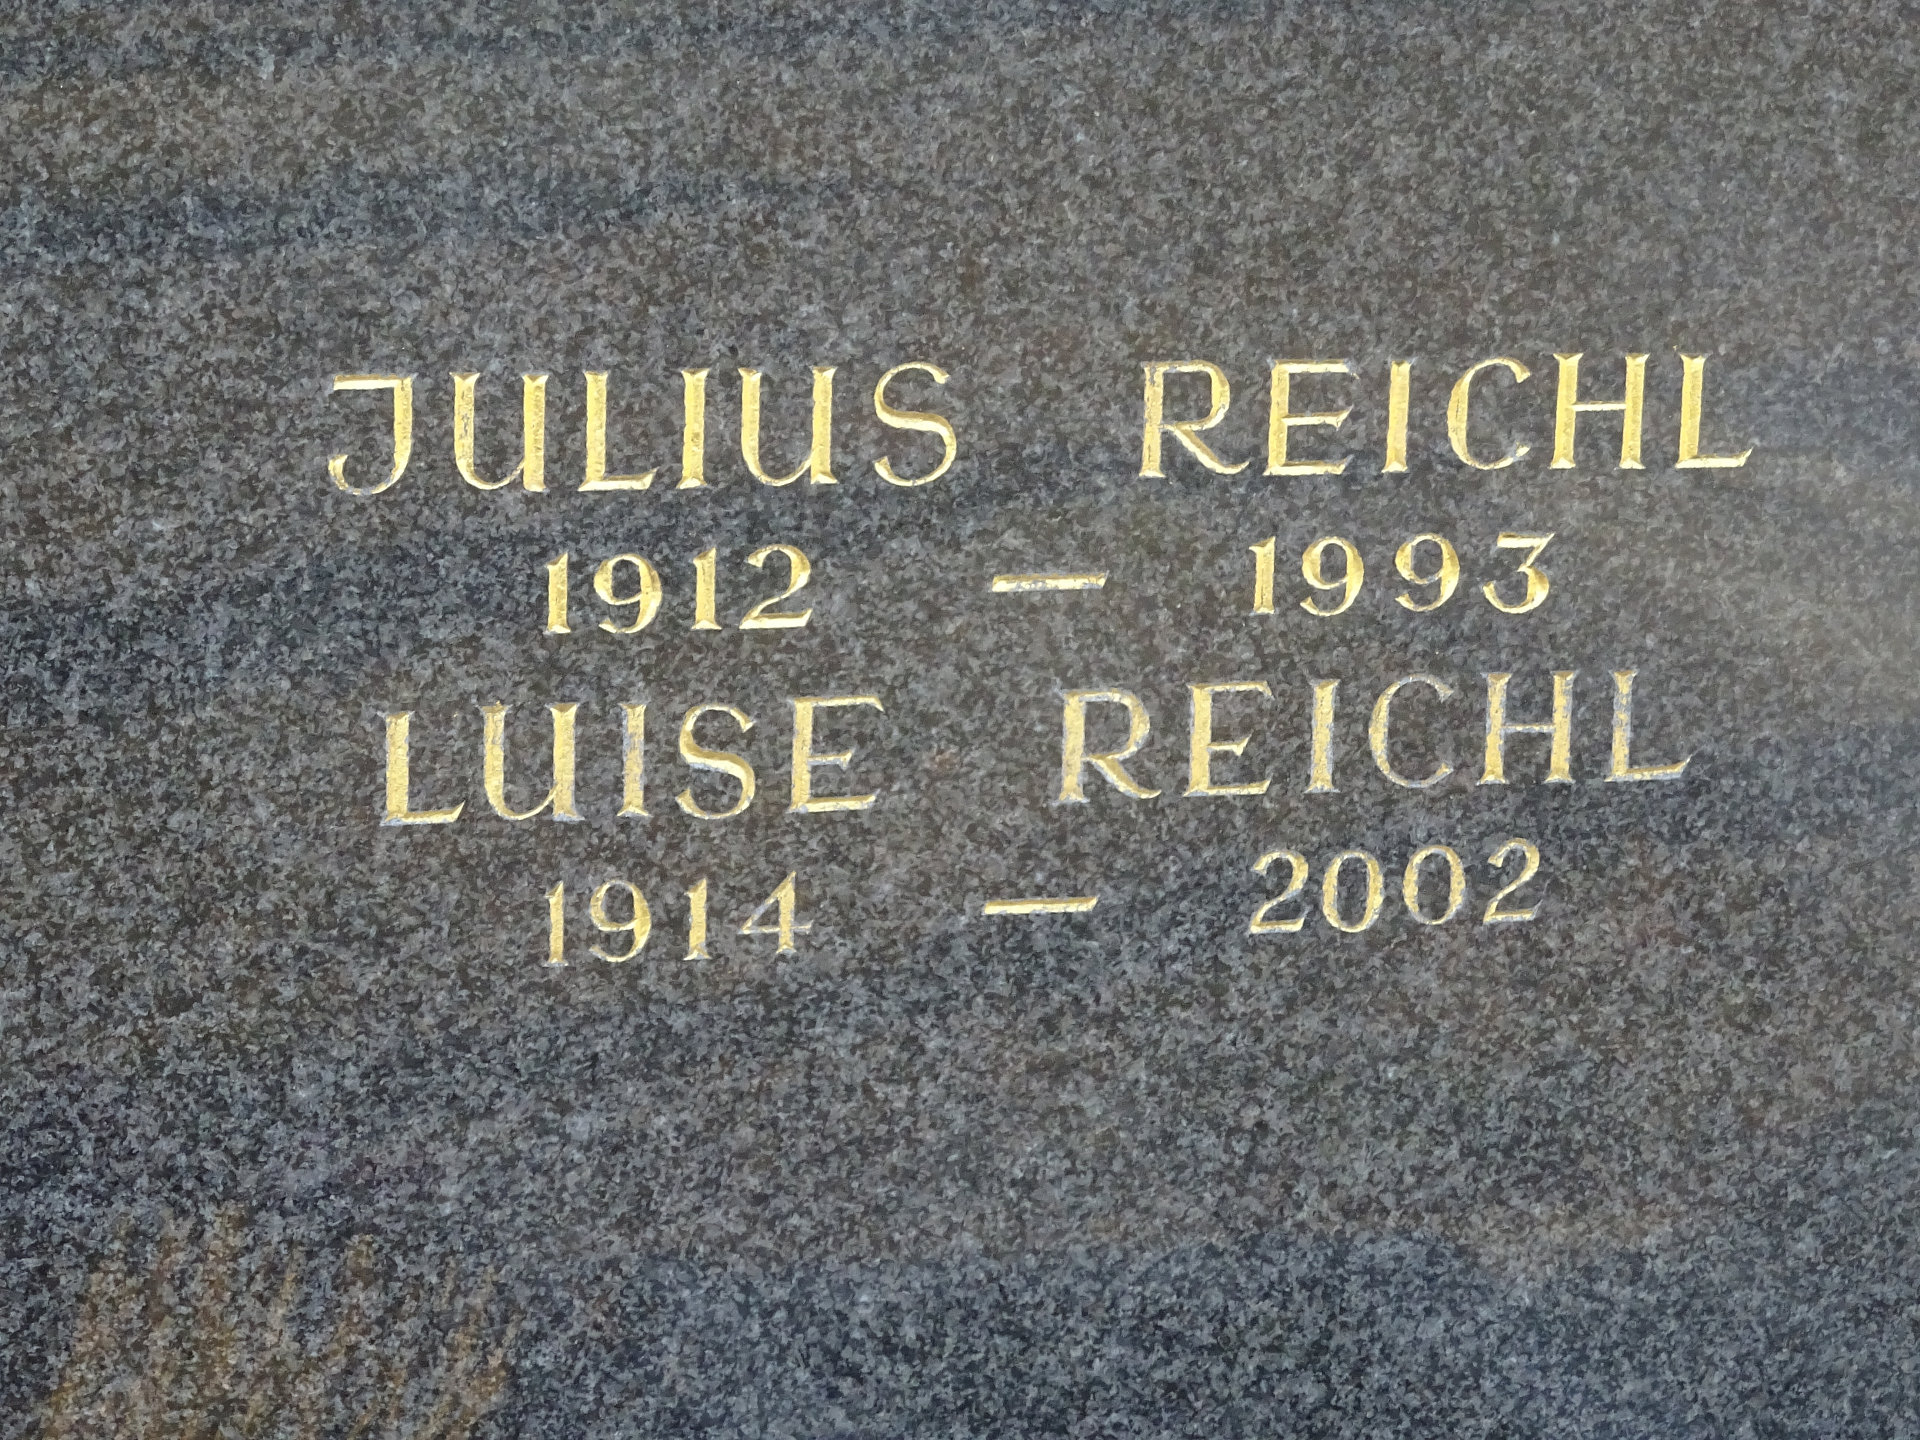 JULIUS REICHL
1912 — 1993
LUISE REICHL
1914 — 2002